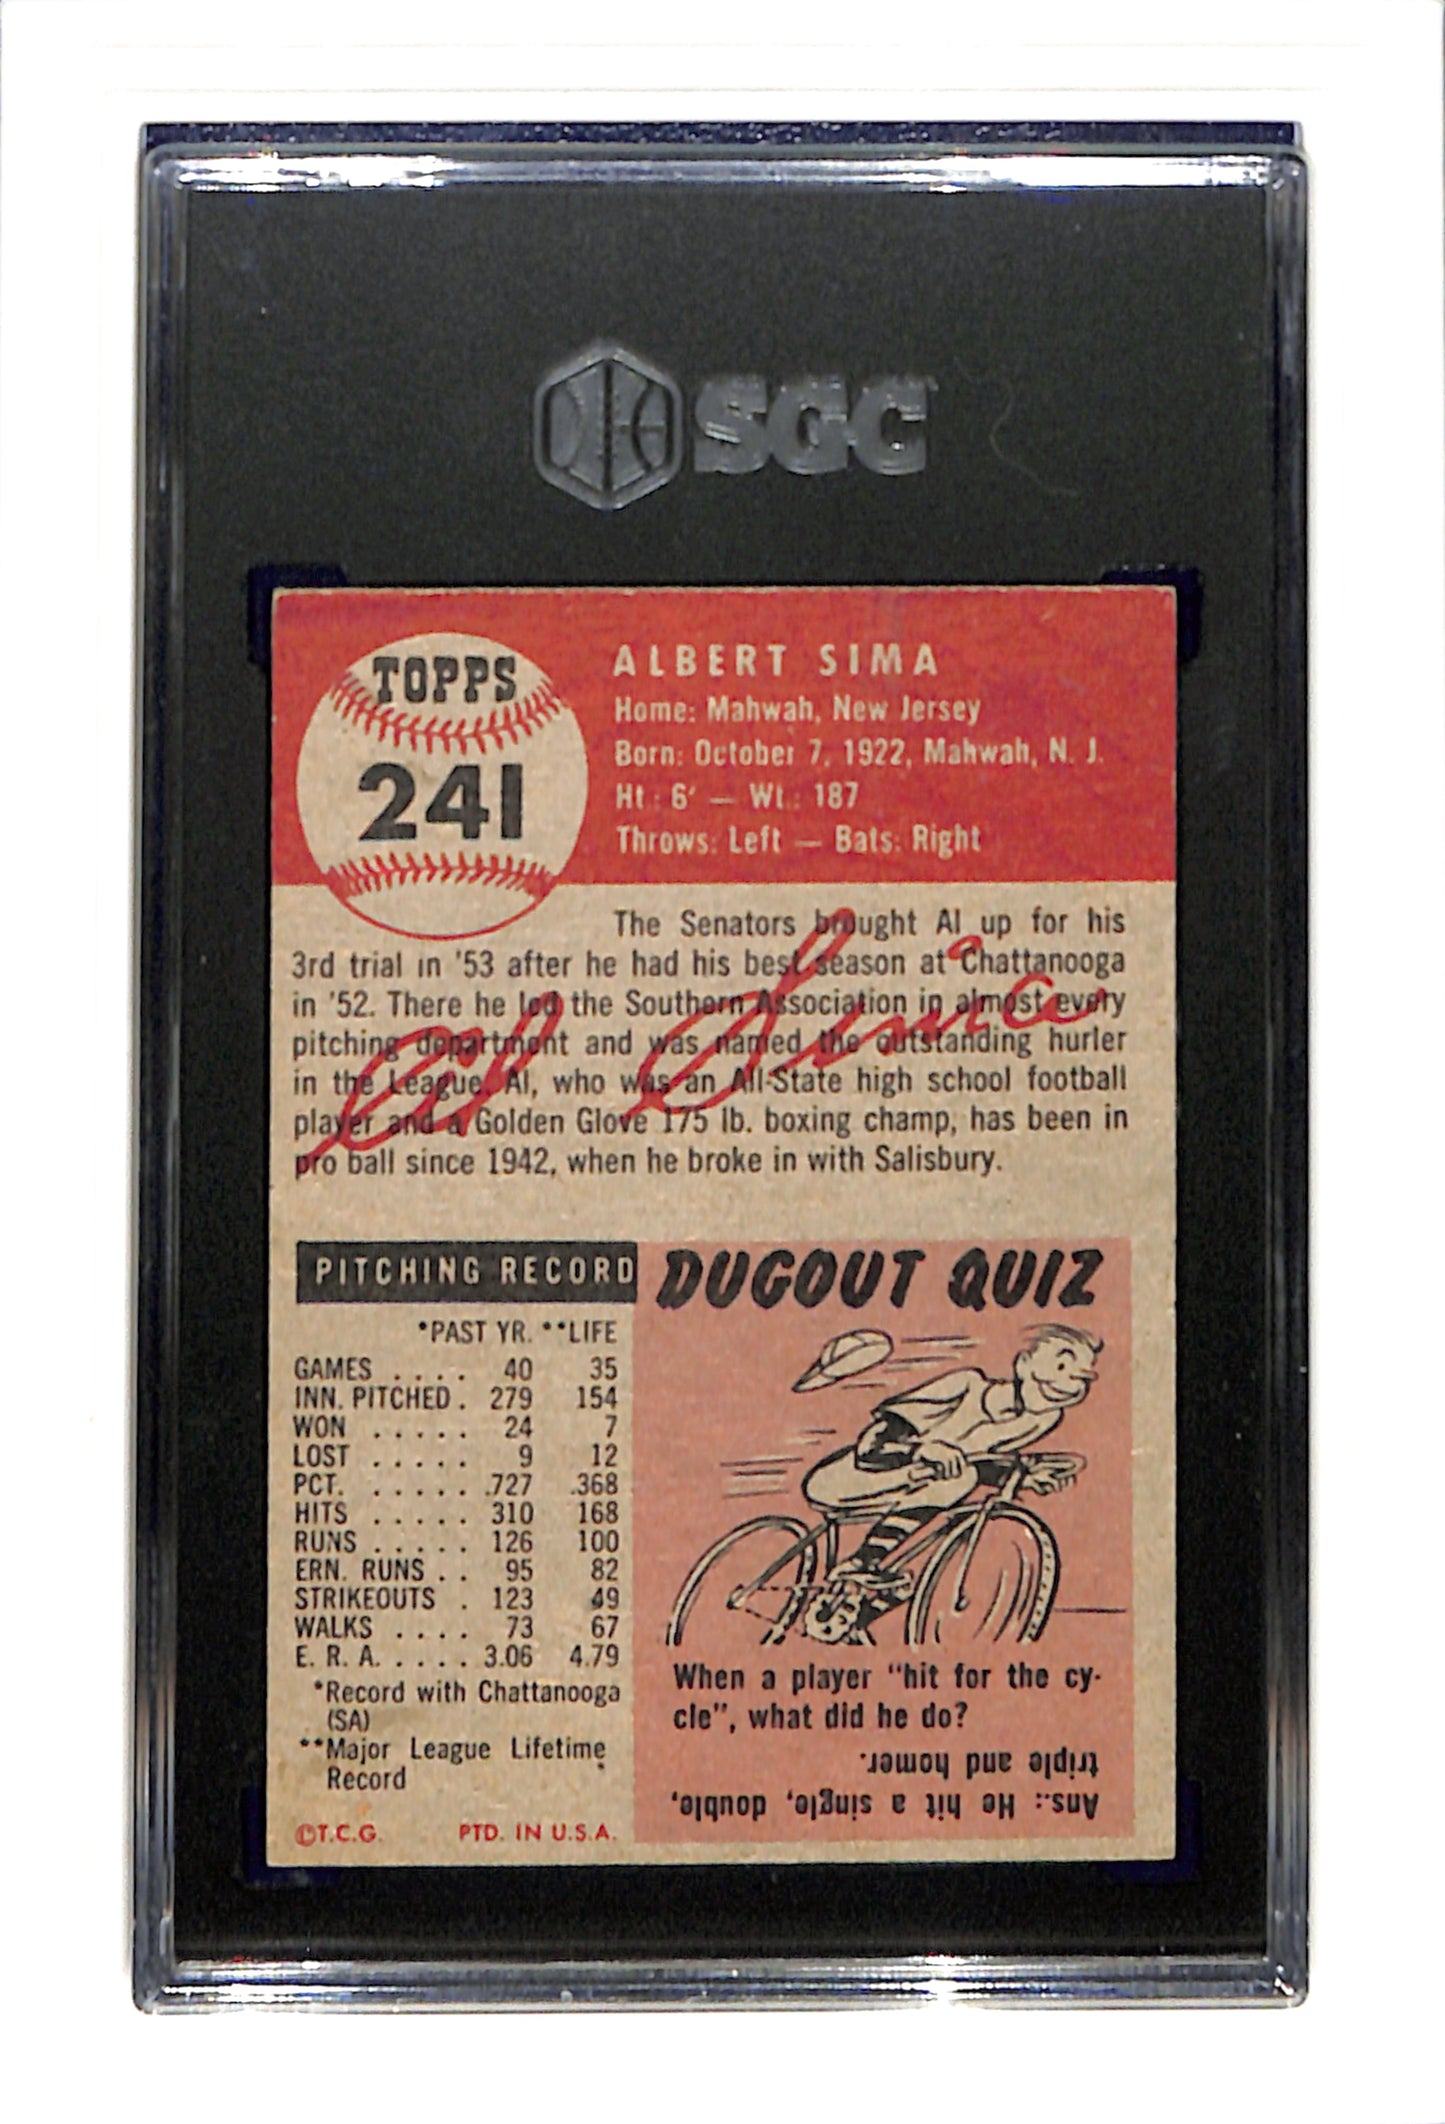 SGC
TOPPS
241
ALBERT SIMA
Home: Mahwah, New Jersey
Born: October 7, 1922, Mahwah, N. J.
Ht.: 6' — Wt.: 187
Throws: Left — Bats: Right
The Senators brought Al up for his
3rd trial in '53 after he had his best season at Chattanooga
in '52. There he led the Southern Association in almost every
pitching department and was named the outstanding hurler
in the League. Al, who was an All-State high school football
player and a Golden Glove 175 lb. boxing champ, has been in
pro ball since 1942, when he broke in with Salisbury.
Al Sima
PITCHING RECORD
*PAST YR. **LIFE
GAMES . . . . 40 35
INN. PITCHED . 279 154
WON . . . . . 24 7
LOST . . . . . 9 12
PCT. . . . . . .727 .368
HITS . . . . . 310 168
RUNS . . . . . 126 100
ERN. RUNS . . 95 82
STRIKEOUTS . 123 49
WALKS . . . . 73 67
E. R. A. . . . . 3.06 4.79
*Record with Chattanooga
(SA)
**Major League Lifetime
Record
©T.C.G. PTD. IN U.S.A.
DUGOUT QUIZ
When a player "hit for the cy-
cle", what did he do?
Ans.: He hit a single, double,
triple and homer.